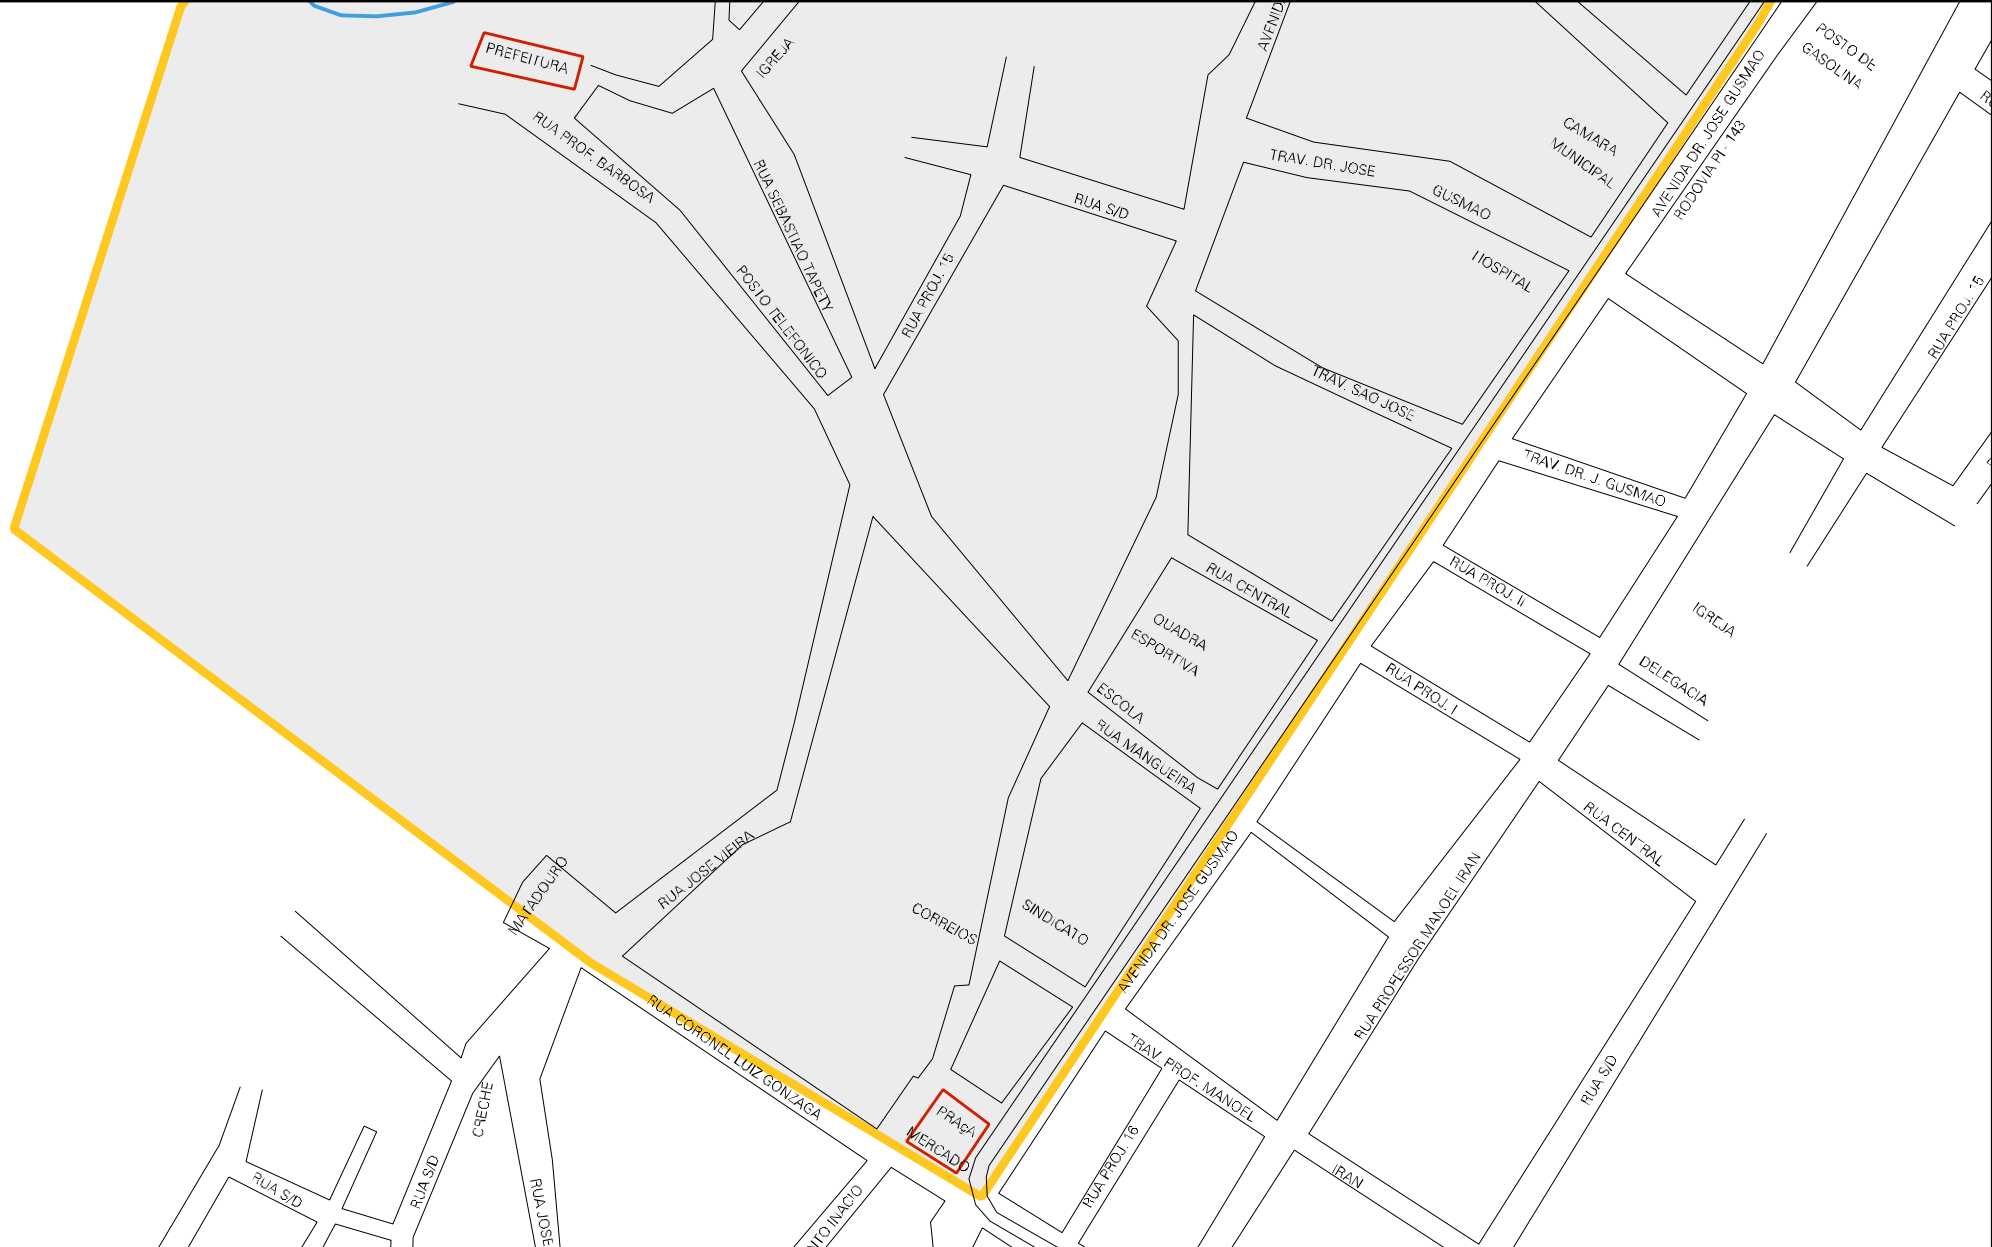 PREFEITURA
IGREJA
POSTO DE
GASOLINA
AVENIDA DR. JOSE GUSMAO
RODOVIA PI - 143
CAMARA
MUNICIPAL
RUA PROF. BARBOSA
RUA SEBASTIAO TAPETY
TRAV. DR. JOSE
GUSMAO
RUA S/D
HOSPITAL
RUA PROJ. 15
POSTO TELEFONICO
RUA PROJ. 15
TRAV. SAO JOSE
TRAV. DR. J. GUSMAO
RUA CENTRAL
RUA PROJ. Ii
QUADRA
ESPORTIVA
IGREJA
ESCOLA
DELEGACIA
RUA PROJ. I
RUA MANGUEIRA
RUA CENTRAL
RUA JOSE VIEIRA
MATADOURO
CORREIOS
SINDICATO
AVENIDA DR. JOSE GUSMAO
RUA PROFESSOR MANOEL IRAN
RUA CORONEL LUIZ GONZAGA
TRAV. PROF. MANOEL
IRAN
RUA S/D
CRECHE
PRAçA
MERCADO
RUA PROJ. 16
RUA S/D
RUA S/D
RUA JOSE